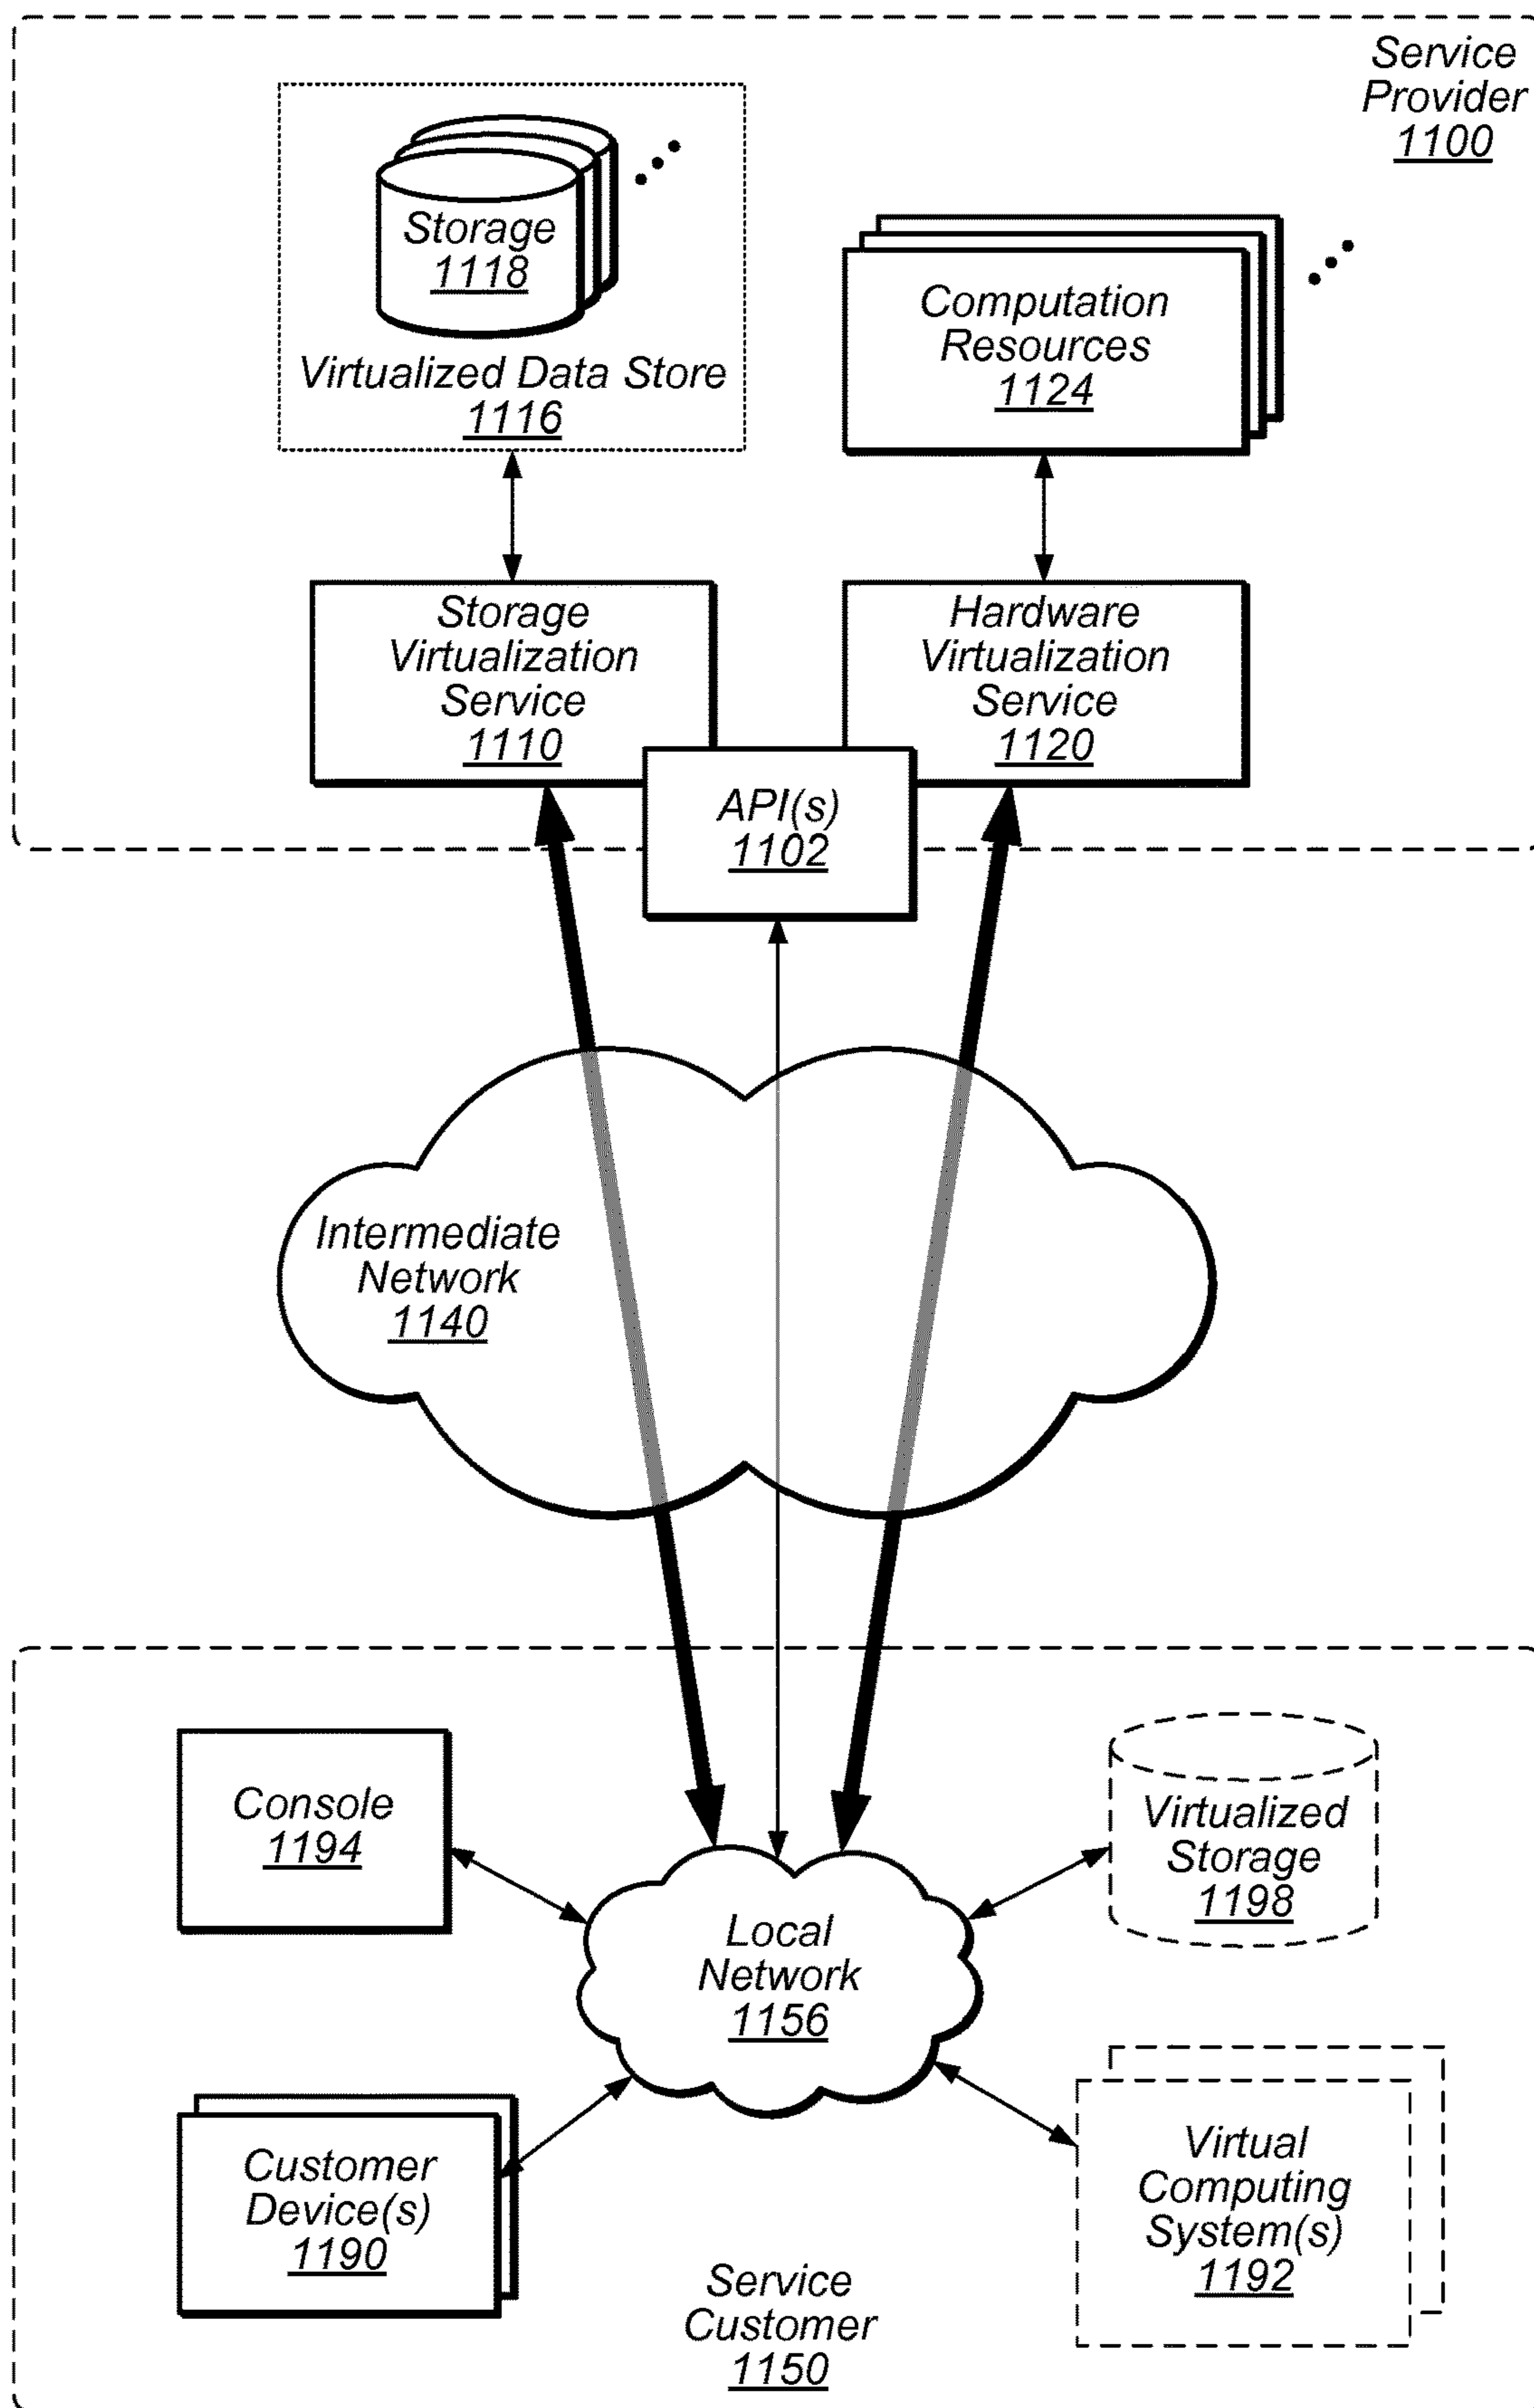 Service
Provider
1100
Storage
1118
Virtualized Data Store
1116
Computation
Resources
1124
Storage
Virtualization
Service
1110
Hardware
Virtualization
Service
1120
API(s)
1102
Intermediate
Network
1140
Console
1194
Virtualized
Storage
1198
Local
Network
1156
Customer
Device(s)
1190
Virtual
Computing
System(s)
1192
Service
Customer
1150